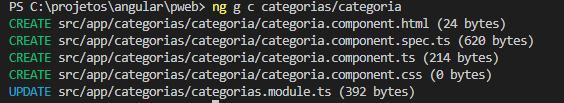 PS C:\projetos\angular\pweb> ng g c categorias/categoria
CREATE src/app/categorias/categoria/categoria.component.html (24 bytes)
CREATE src/app/categorias/categoria/categoria.component.spec.ts (620 bytes)
CREATE src/app/categorias/categoria/categoria.component.ts (214 bytes)
CREATE src/app/categorias/categoria/categoria.component.css (0 bytes)
UPDATE src/app/categorias/categorias.module.ts (392 bytes)